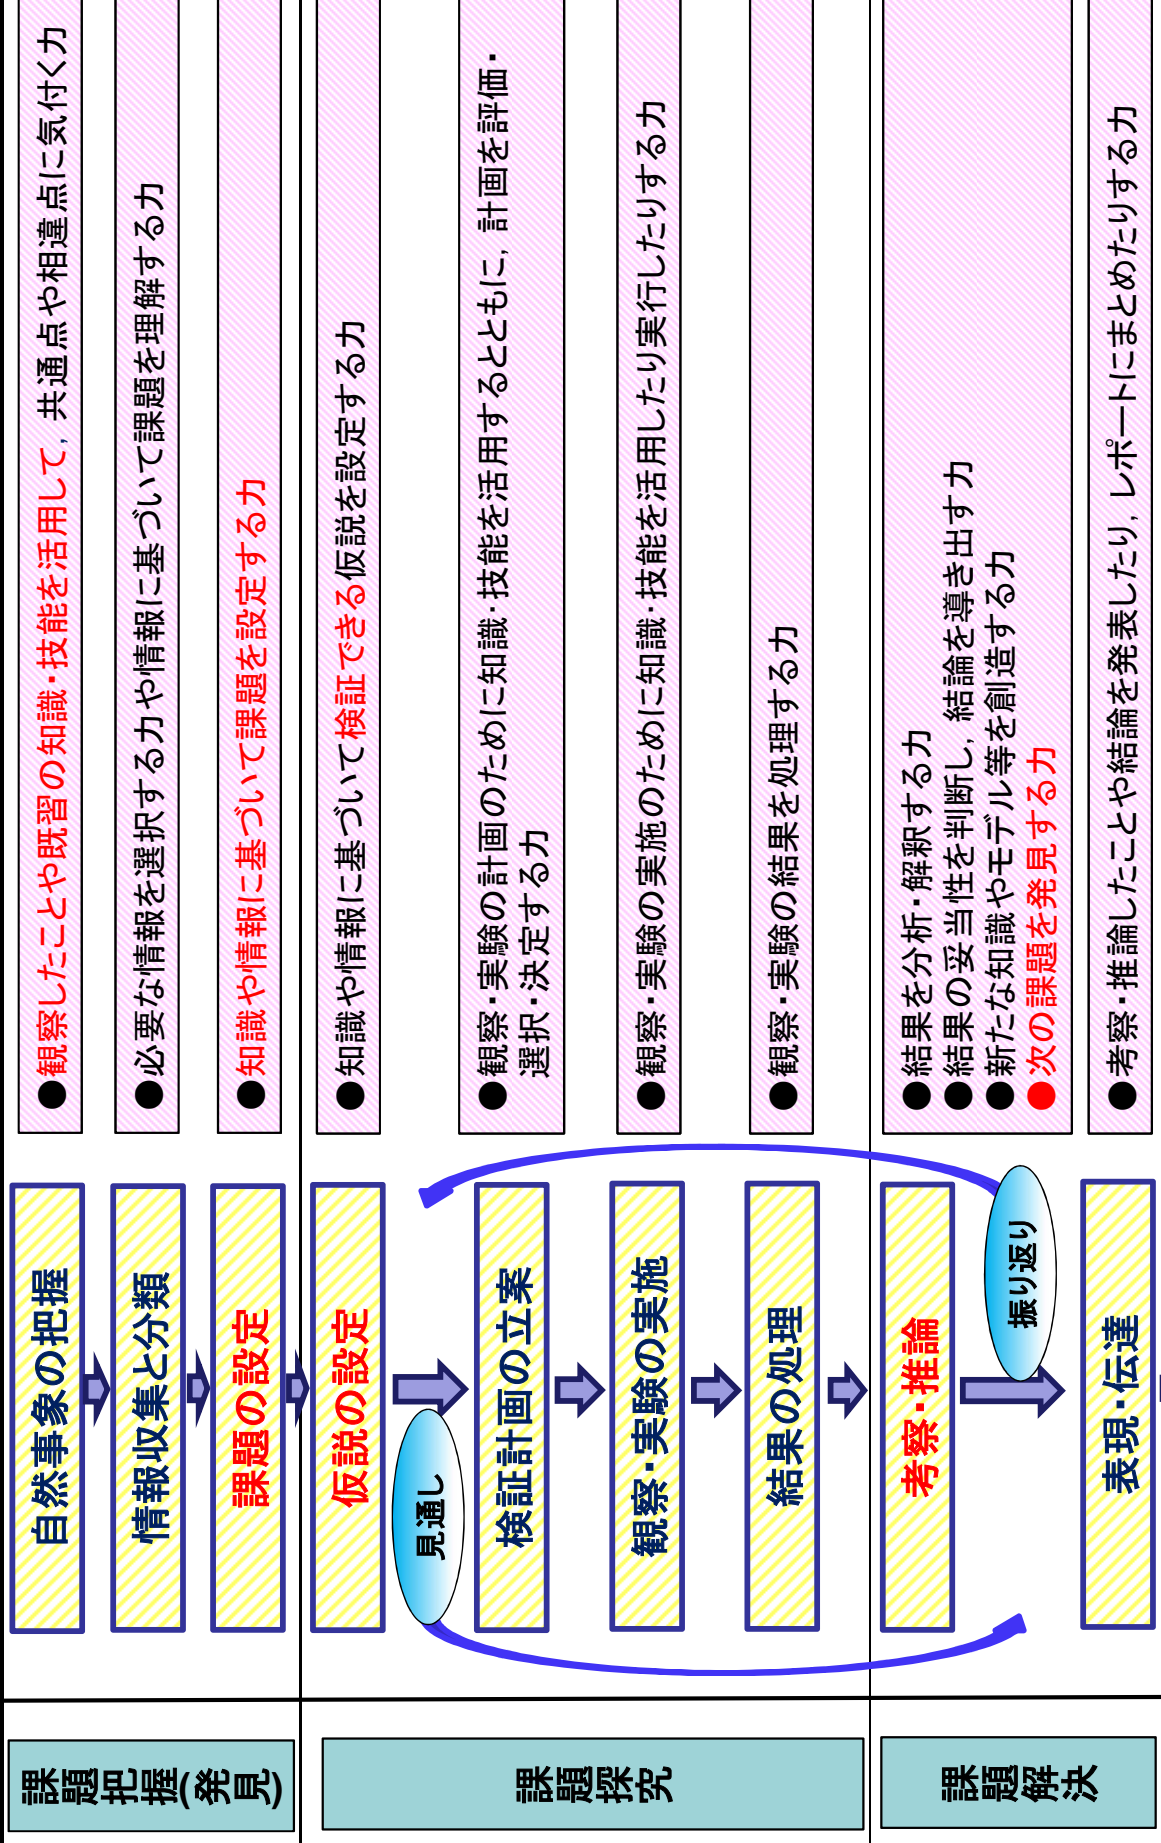 課題把握(発見)
自然事象の把握
●観察したことや既習の知識・技能を活用して，共通点や相違点に気付く力
情報収集と分類
●必要な情報を選択する力や情報に基づいて課題を理解する力
課題の設定
●知識や情報に基づいて課題を設定する力
課題探究
仮説の設定
●知識や情報に基づいて検証できる仮説を設定する力
見通し
検証計画の立案
●観察・実験の計画のために知識・技能を活用するとともに，計画を評価・
選択・決定する力
観察・実験の実施
●観察・実験の実施のために知識・技能を活用したり実行したりする力
結果の処理
●観察・実験の結果を処理する力
課題解決
考察・推論
●結果を分析・解釈する力
●結果の妥当性を判断し，結論を導き出す力
●新たな知識やモデル等を創造する力
●次の課題を発見する力
振り返り
表現・伝達
●考察・推論したことや結論を発表したり，レポートにまとめたりする力